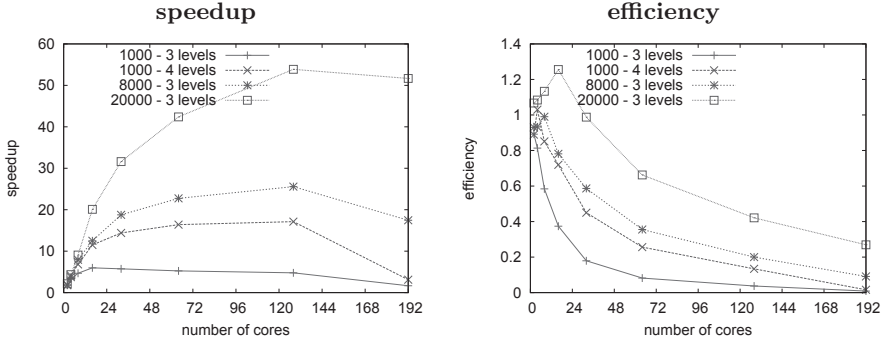 speedup
60
50
40
30
20
10
0
speedup
1000 - 3 levels
1000 - 4 levels
8000 - 3 levels
20000 - 3 levels
0 24 48 72 96 120 144 168 192
number of cores
efficiency
1.4
1.2
1
0.8
0.6
0.4
0.2
0
efficiency
1000 - 3 levels
1000 - 4 levels
8000 - 3 levels
20000 - 3 levels
0 24 48 72 96 120 144 168 192
number of cores